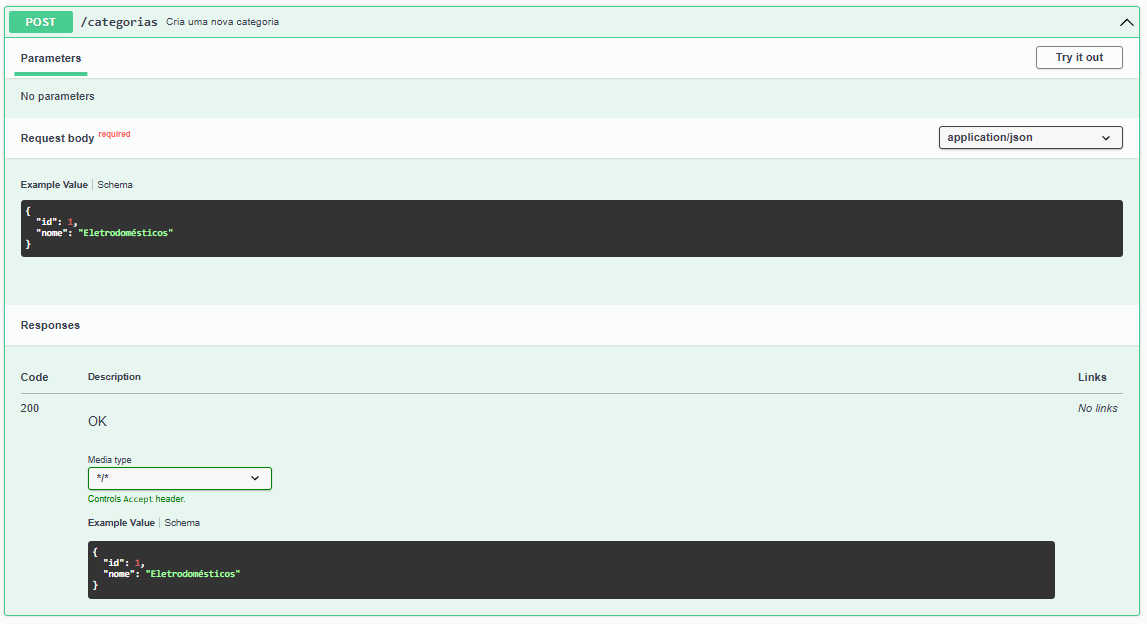 POST /categorias Cria uma nova categoria
Parameters
Try it out
No parameters
Request body required
application/json
Example Value | Schema
{
  "id": 1,
  "nome": "Eletrodomésticos"
}
Responses
Code Description Links
200 OK No links
Media type
*/*
Controls Accept header.
Example Value | Schema
{
  "id": 1,
  "nome": "Eletrodomésticos"
}